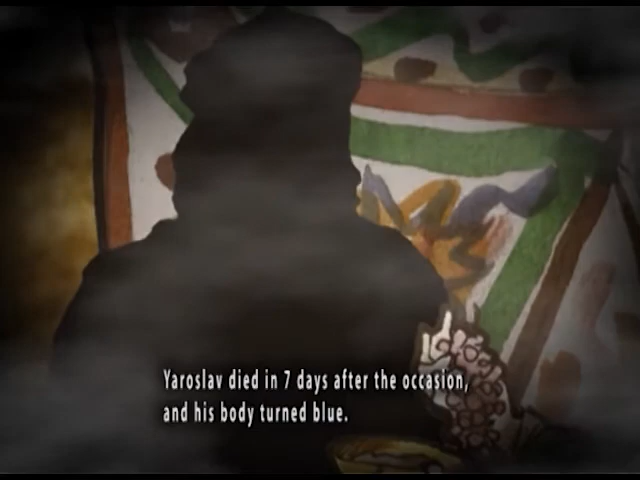 Yaroslav died in 7 days after the occasion,
and his body turned blue.